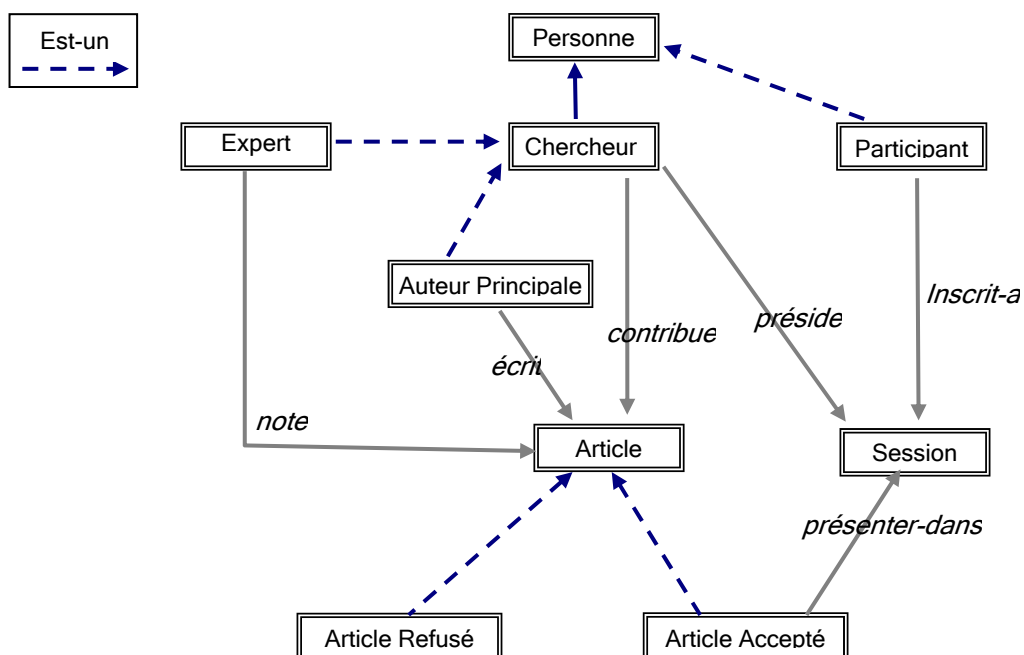 Est-un
Personne
Expert
Chercheur
Participant
Auteur Principale
Inscrit-a
préside
contribue
écrit
note
Article
Session
présenter-dans
Article Refusé
Article Accepté